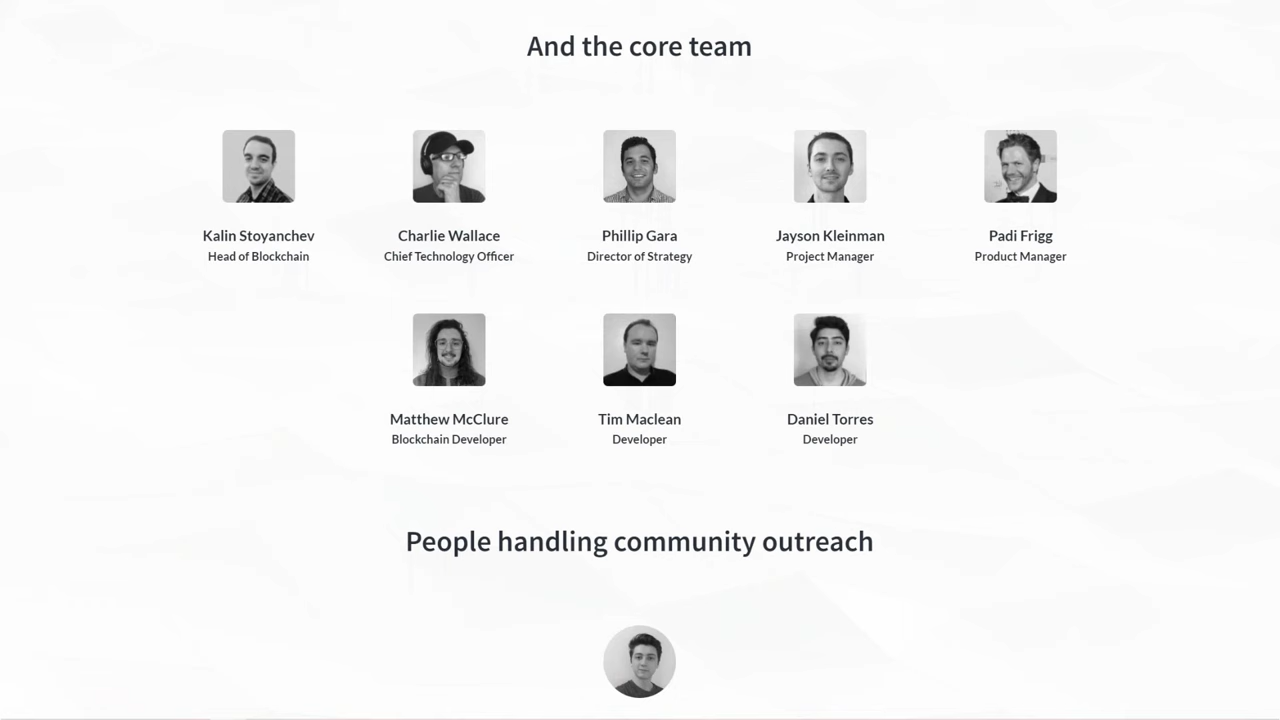 And the core team
Kalin Stoyanchev
Head of Blockchain
Charlie Wallace
Chief Technology Officer
Phillip Gara
Director of Strategy
Jayson Kleinman
Project Manager
Padi Frigg
Product Manager
Matthew McClure
Blockchain Developer
Tim Maclean
Developer
Daniel Torres
Developer
People handling community outreach